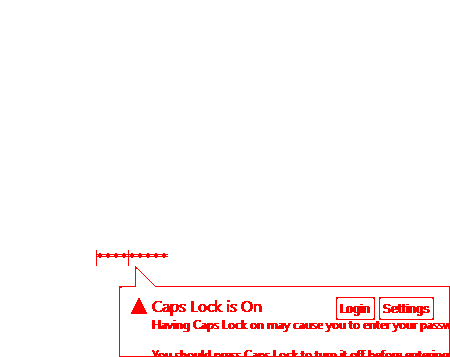 Caps Lock is On
Login Settings
Having Caps Lock on may cause you to enter your passw
You should press Caps Lock to turn it off before entering